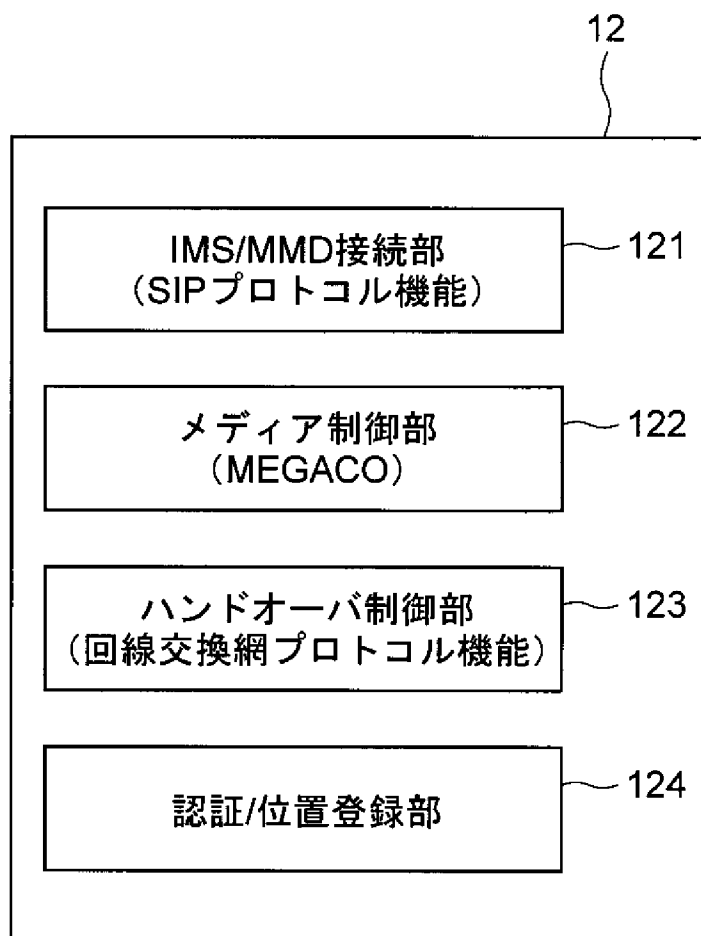 12
IMS/MMD接続部
（SIPプロトコル機能）
121
メディア制御部
（MEGACO）
122
ハンドオーバ制御部
（回線交換網プロトコル機能）
123
認証/位置登録部
124